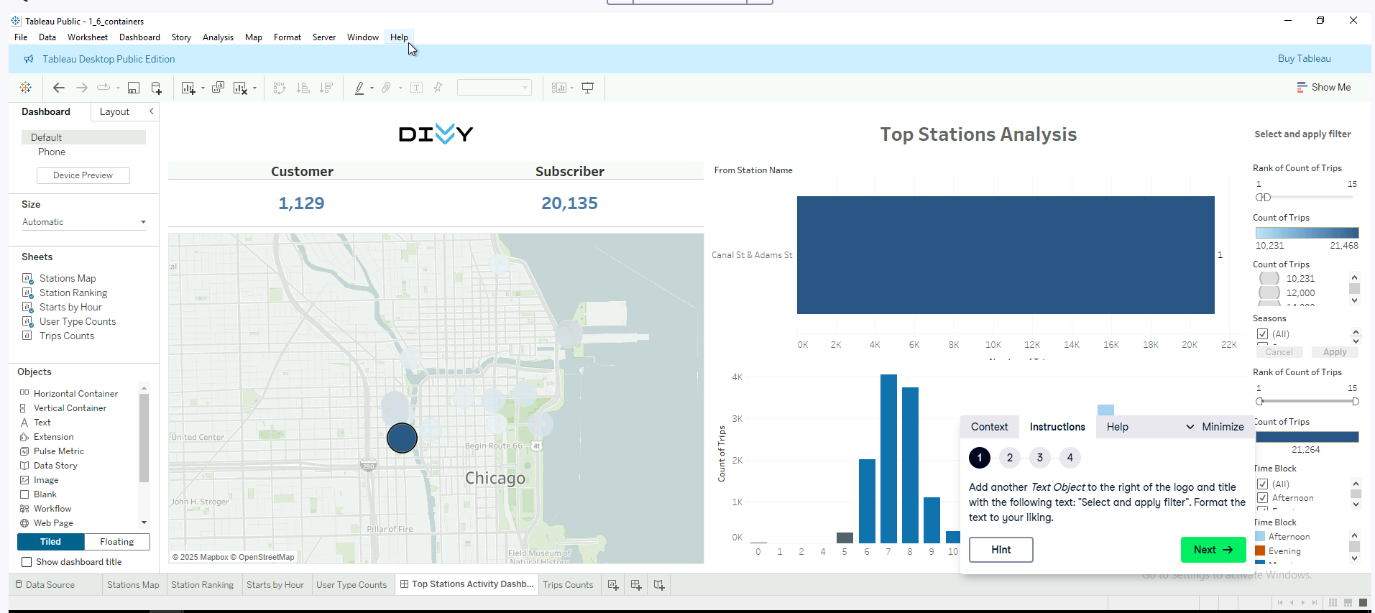 Tableau Public - 1_6_containers
File Data Worksheet Dashboard Story Analysis Map Format Server Window Help
Tableau Desktop Public Edition
Buy Tableau
Show Me
Dashboard Layout
Default
Phone
Device Preview
Size
Automatic
Sheets
Stations Map
Station Ranking
Starts by Hour
User Type Counts
Trips Counts
Objects
Horizontal Container
Vertical Container
Text
Extension
Pulse Metric
Data Story
Image
Blank
Workflow
Web Page
Tiled Floating
Show dashboard title
DIVVY
Customer Subscriber
1,129 20,135
United Center
Begin Route 66
41
290
Chicago
John H. Stroger
Pillar of Fire
Field Museum of
Natural History
© 2025 Mapbox © OpenStreetMap
Top Stations Analysis
From Station Name
Canal St & Adams St
1
0K 2K 4K 6K 8K 10K 12K 14K 16K 18K 20K 22K
Count of Trips
4K
3K
2K
1K
0K
0 1 2 4 5 6 7 8 9 10
Select and apply filter
Rank of Count of Trips
1 15
Count of Trips
10,231 21,468
Count of Trips
10,231
12,000
Seasons
(All)
Cancel Apply
Rank of Count of Trips
1 15
Count of Trips
21,264
Time Block
(All)
Afternoon
Time Block
Afternoon
Evening
Context Instructions Help Minimize
1 2 3 4
Add another Text Object to the right of the logo and title
with the following text: "Select and apply filter". Format the
text to your liking.
Hint
Next →
Go to Settings to activate Windows.
Data Source Stations Map Station Ranking Starts by Hour User Type Counts Top Stations Activity Dashb... Trips Counts